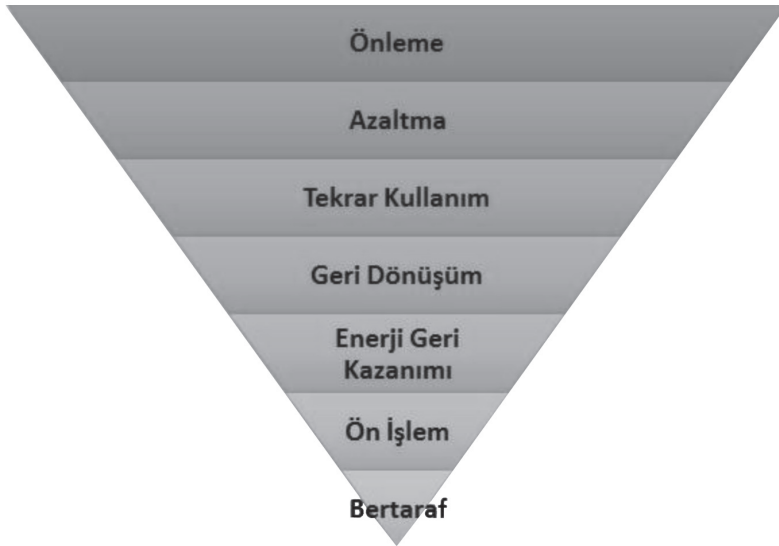 Önleme
Azaltma
Tekrar Kullanım
Geri Dönüşüm
Enerji Geri
Kazanımı
Ön İşlem
Bertaraf